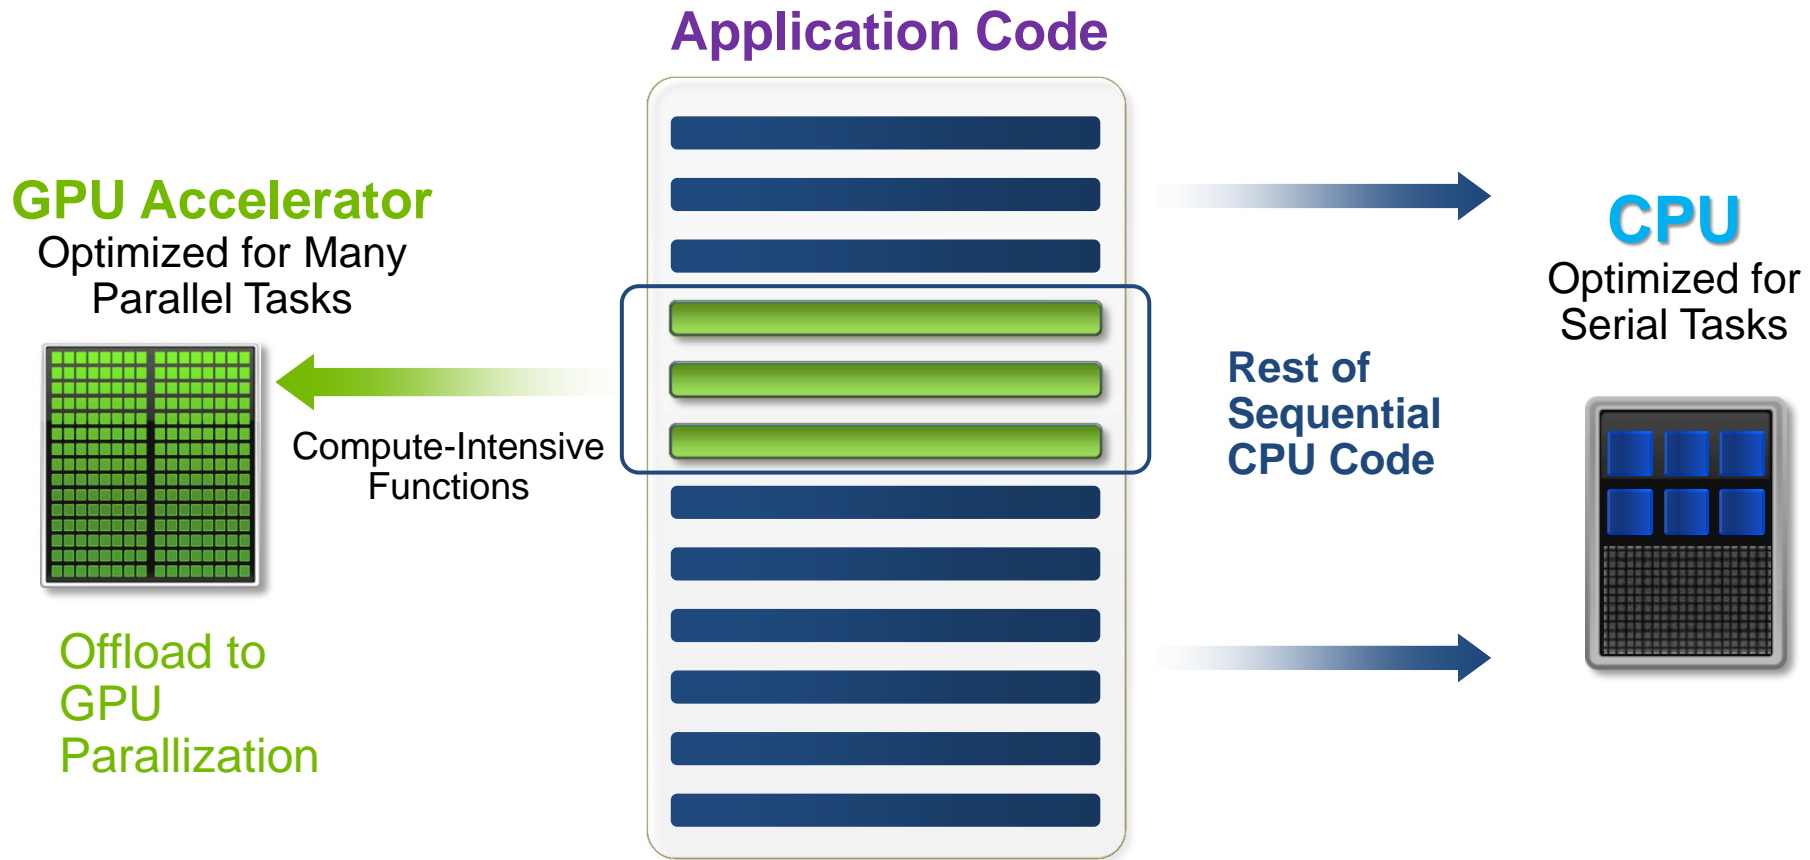 Application Code
GPU Accelerator
Optimized for Many
Parallel Tasks
Compute-Intensive
Functions
Offload to
GPU
Parallization
Rest of
Sequential
CPU Code
CPU
Optimized for
Serial Tasks